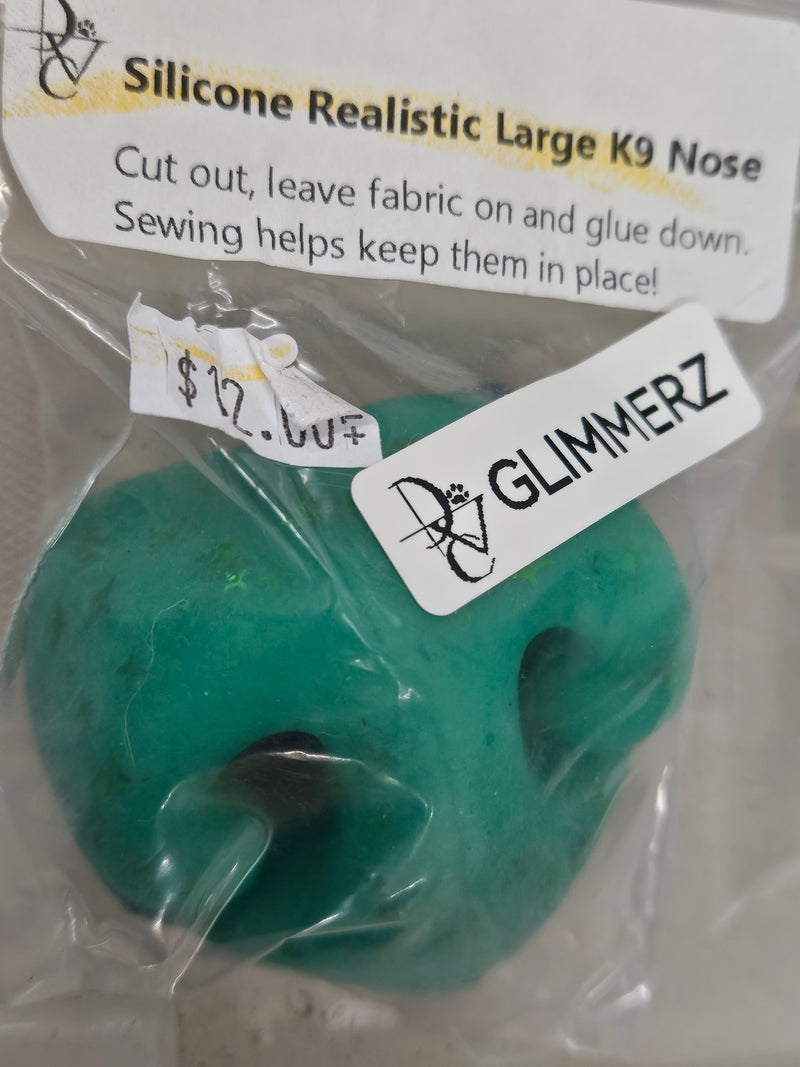 Silicone Realistic Large K9 Nose
Cut out, leave fabric on and glue down.
Sewing helps keep them in place!
$12.00
GLIMMERZ